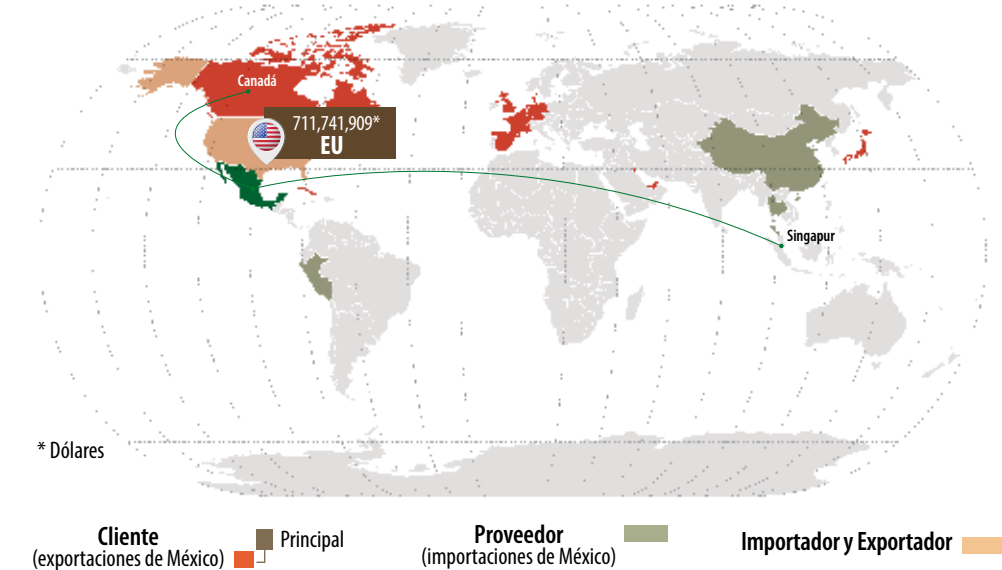 Canadá
711,741,909*
EU
Singapur
* Dólares
Cliente
(exportaciones de México)
Principal
Proveedor
(importaciones de México)
Importador y Exportador